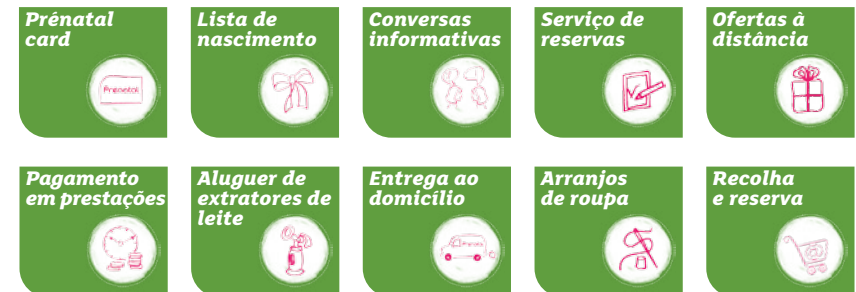 Prénatal
card
Lista de
nascimento
Conversas
informativas
Serviço de
reservas
Ofertas à
distância
Prénatal
Pagamento
em prestações
Aluguer de
extratores de
leite
Entrega ao
domicílio
Arranjos
de roupa
Recolha
e reserva